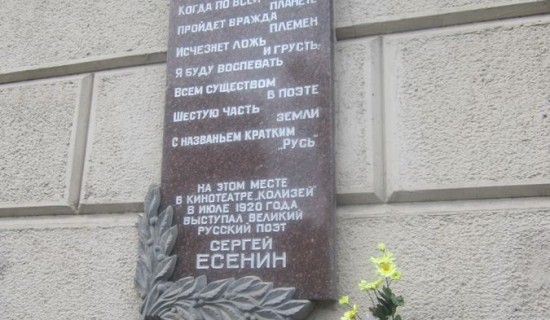 КОГДА ПО ВСЕЙ
ПЛАНЕТЕ
ПРОЙДЕТ ВРАЖДА
ПЛЕМЕН
ИСЧЕЗНЕТ ЛОЖЬ
И ГРУСТЬ
Я БУДУ ВОСПЕВАТЬ
ВСЕМ СУЩЕСТВОМ
В ПОЭТЕ
ШЕСТУЮ ЧАСТЬ
ЗЕМЛИ
С НАЗВАНЬЕМ КРАТКИМ
„РУСЬ"
НА ЭТОМ МЕСТЕ
В КИНОТЕАТРЕ „КОЛИЗЕЙ"
В ИЮЛЕ 1920 ГОДА
ВЫСТУПАЛ ВЕЛИКИЙ
РУССКИЙ ПОЭТ
СЕРГЕЙ
ЕСЕНИН